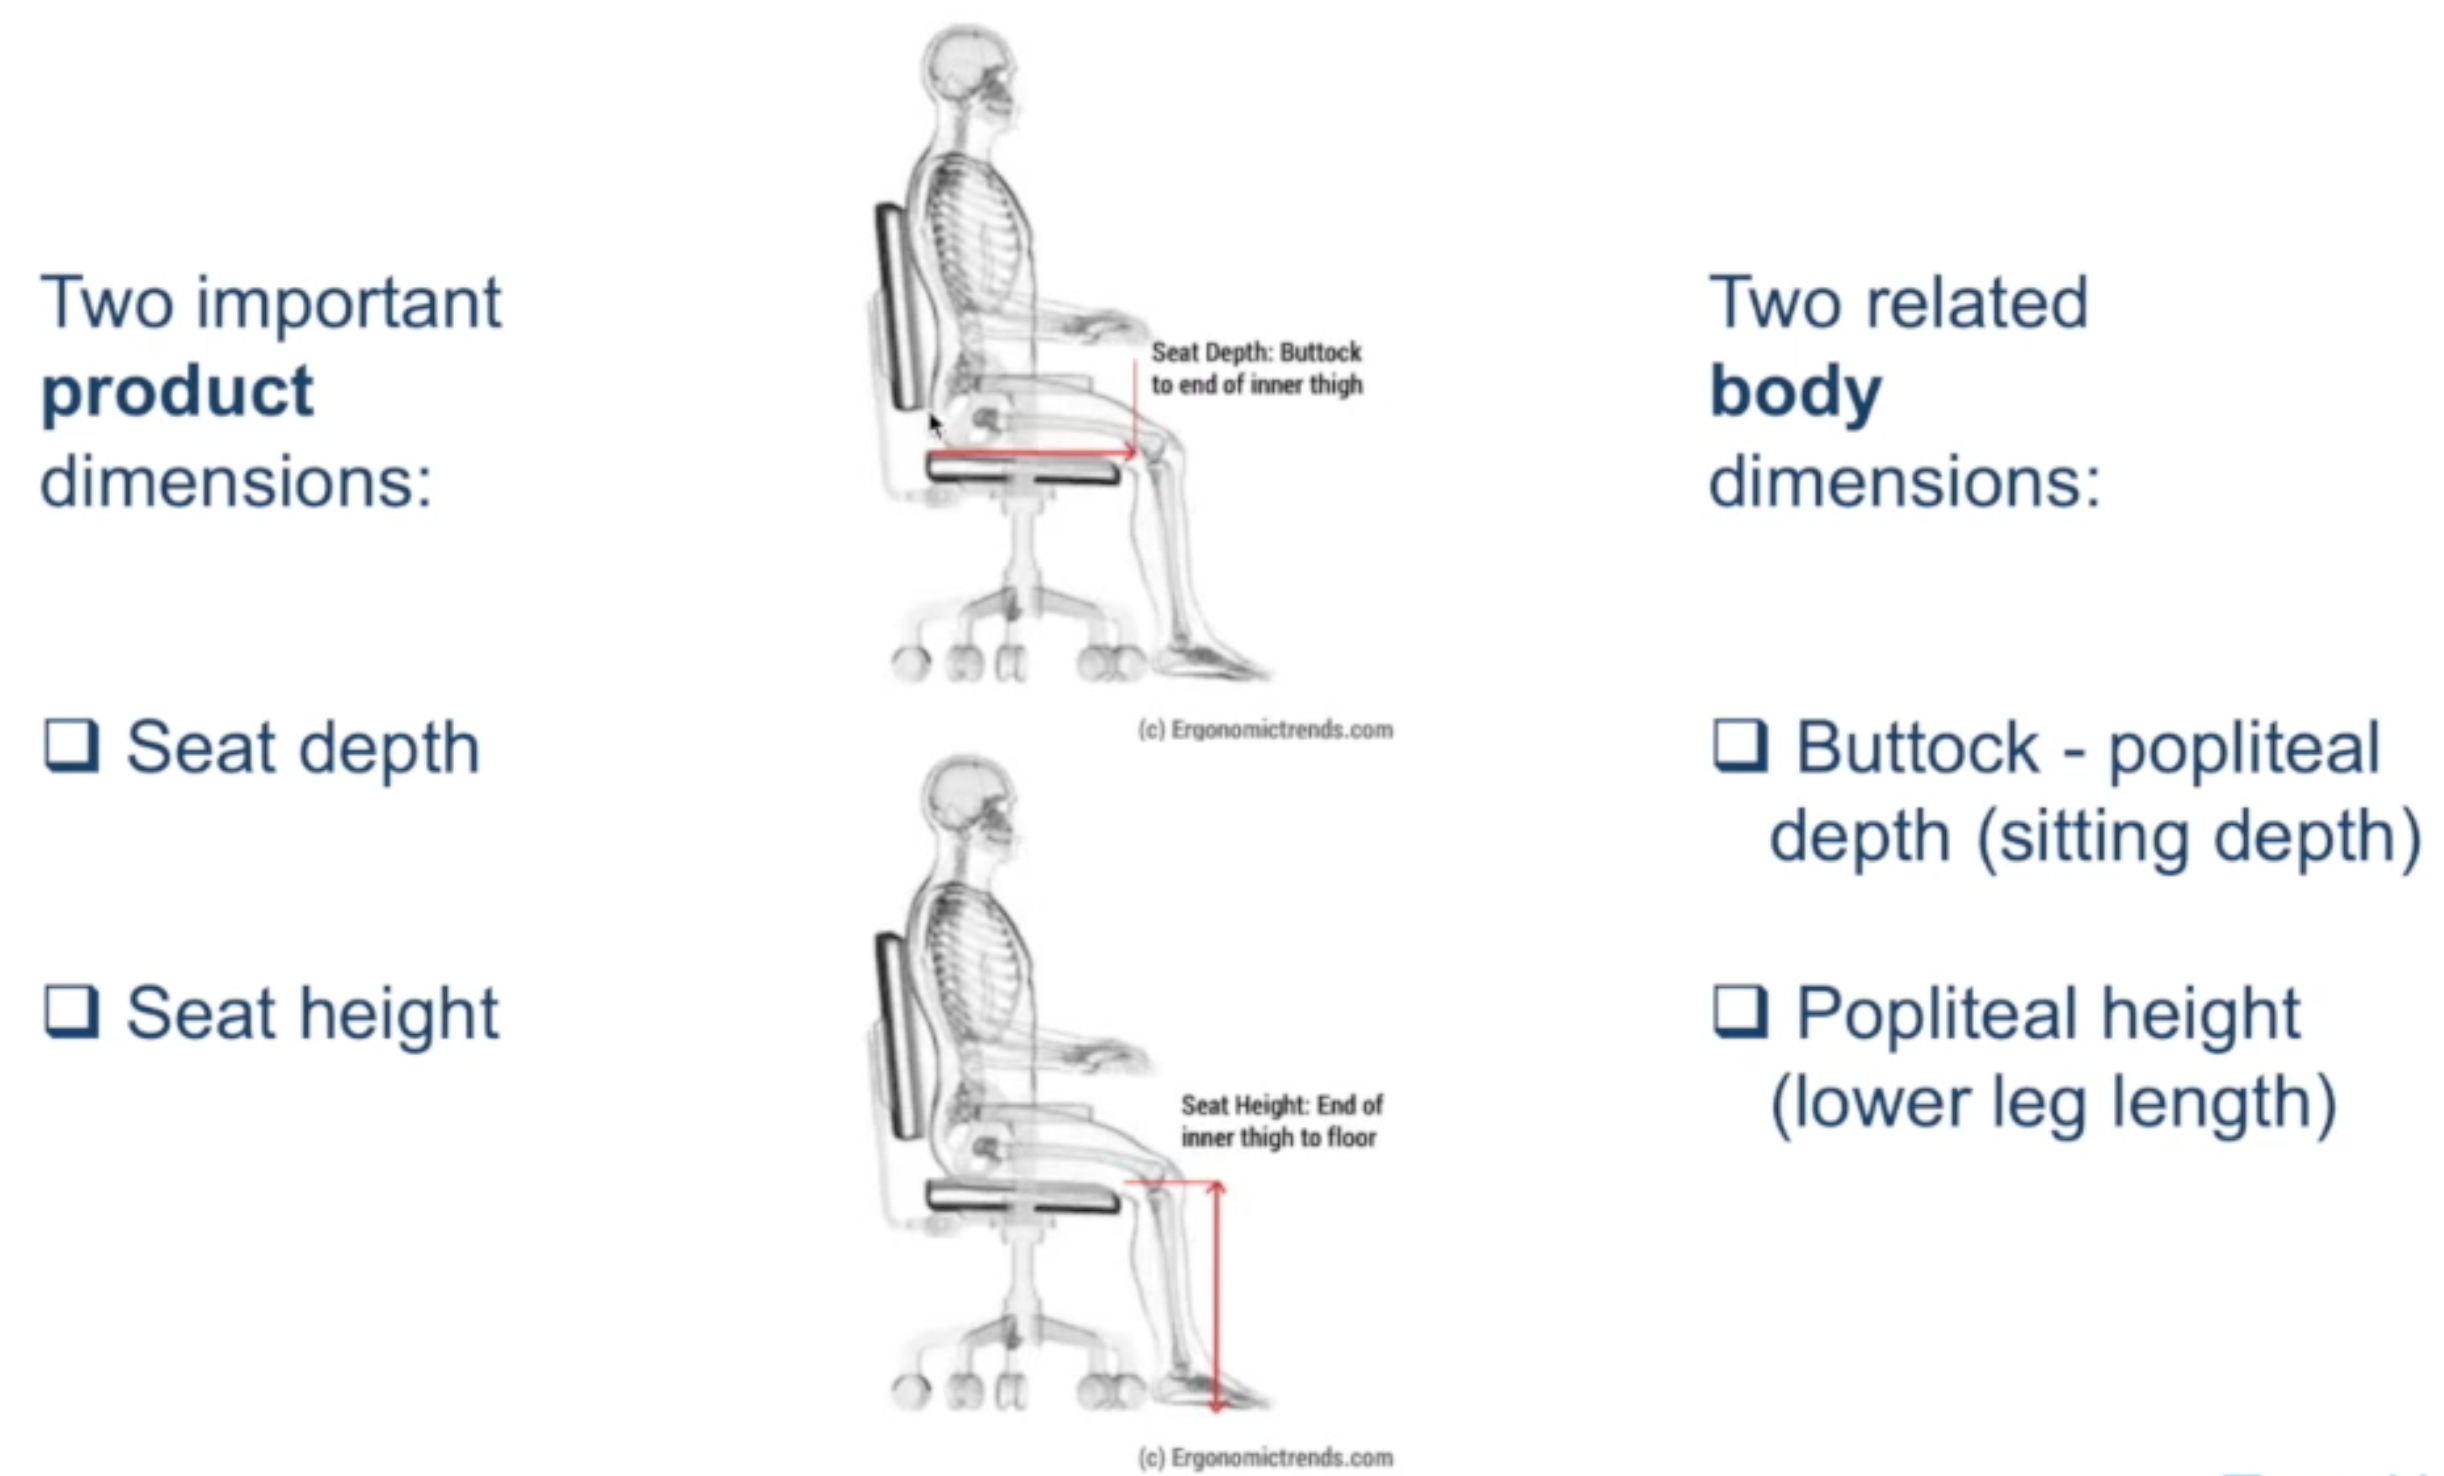 Two important
product
dimensions:
❑ Seat depth
❑ Seat height
Seat Depth: Buttock
to end of inner thigh
(c) Ergonomictrends.com
Seat Height: End of
inner thigh to floor
(c) Ergonomictrends.com
Two related
body
dimensions:
❑ Buttock - popliteal
depth (sitting depth)
❑ Popliteal height
(lower leg length)